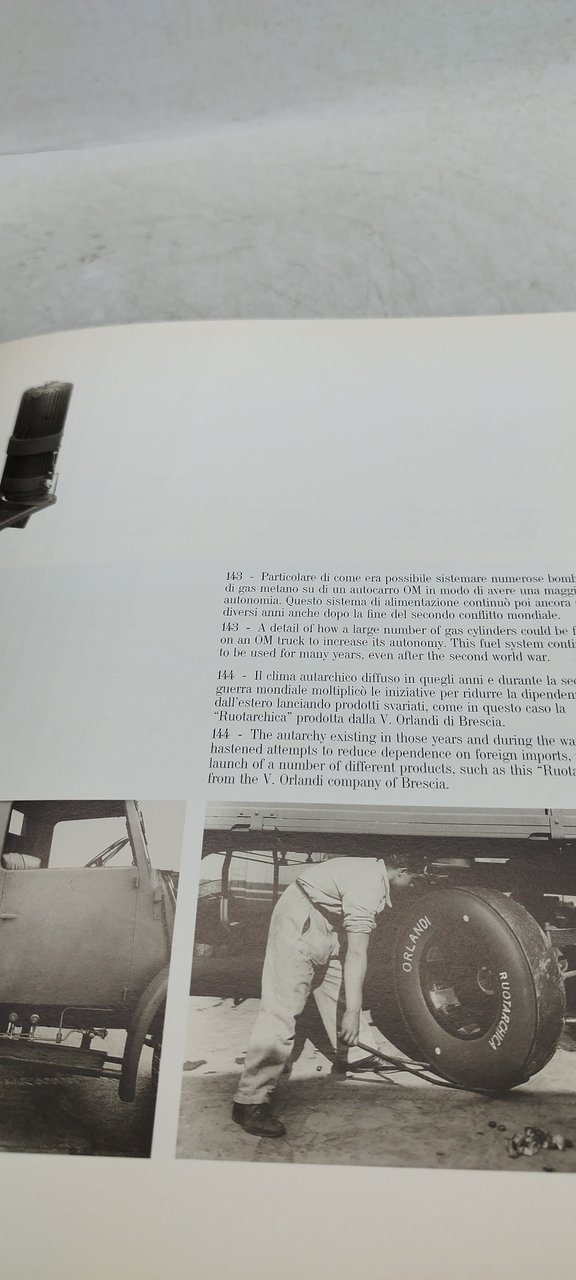 143 - Particolare di come era possibile sistemare numerose
di gas metano su di un autocarro OM in modo di avere una
autonomia. Questo sistema di alimentazione continuò poi ancora
diversi anni anche dopo la fine del secondo conflitto mondiale.
143 - A detail of how a large number of gas cylinders could be
on an OM truck to increase its autonomy. This fuel system
to be used for many years, even after the second world war.
144 - Il clima autarchico diffuso in quegli anni e durante la
guerra mondiale moltiplicò le iniziative per ridurre la
dall'estero lanciando prodotti svariati, come in questo caso la
"Ruotarchica" prodotta dalla V. Orlandi di Brescia.
144 - The autarchy existing in those years and during the
hastened attempts to reduce dependence on foreign imports,
launch of a number of different products, such as this
from the V. Orlandi company of Brescia.
ORLANDI
RUOTARCHICA